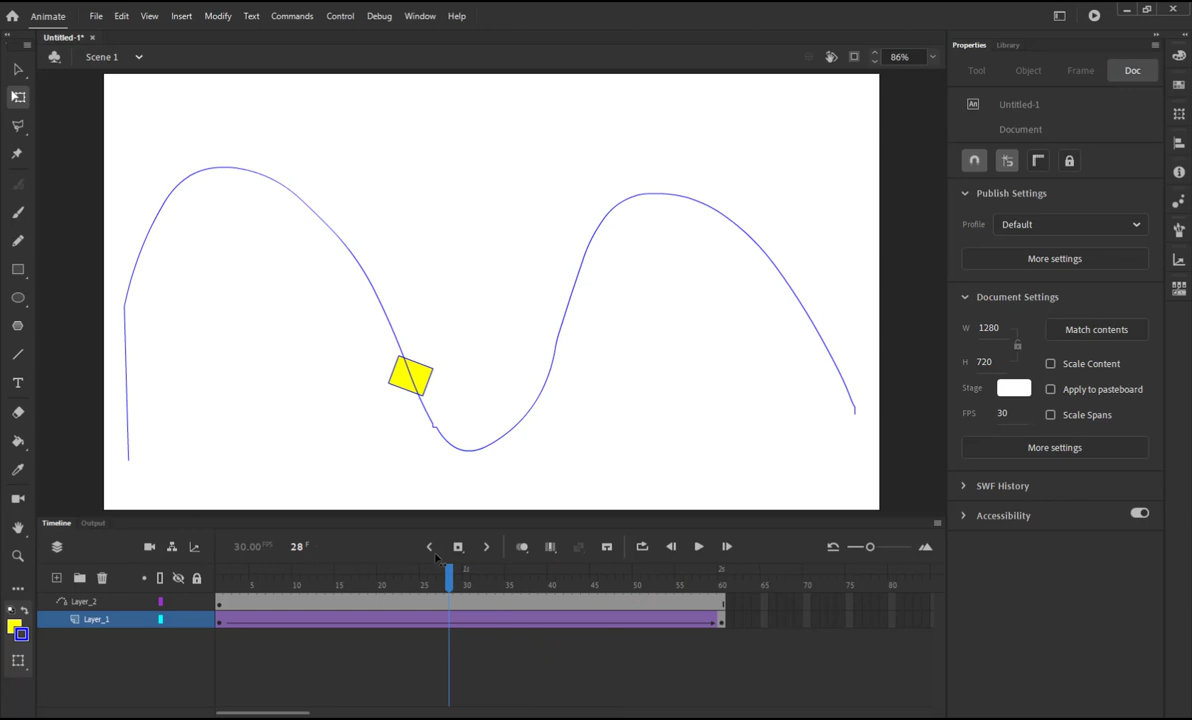 Animate File Edit View Insert Modify Text Commands Control Debug Window Help
Untitled-1* ×
Scene 1 86%
Properties Library
Tool Object Frame Doc
An Untitled-1
Document
Publish Settings
Profile Default
More settings
Document Settings
W 1280 Match contents
H 720 Scale Content
Stage Apply to pasteboard
FPS 30 Scale Spans
More settings
SWF History
Accessibility
Timeline Output
30.00 FPS 28 F
1s 2s
5 10 15 20 25 30 35 40 45 50 55 60 65 70 75 80
Layer_2
Layer_1